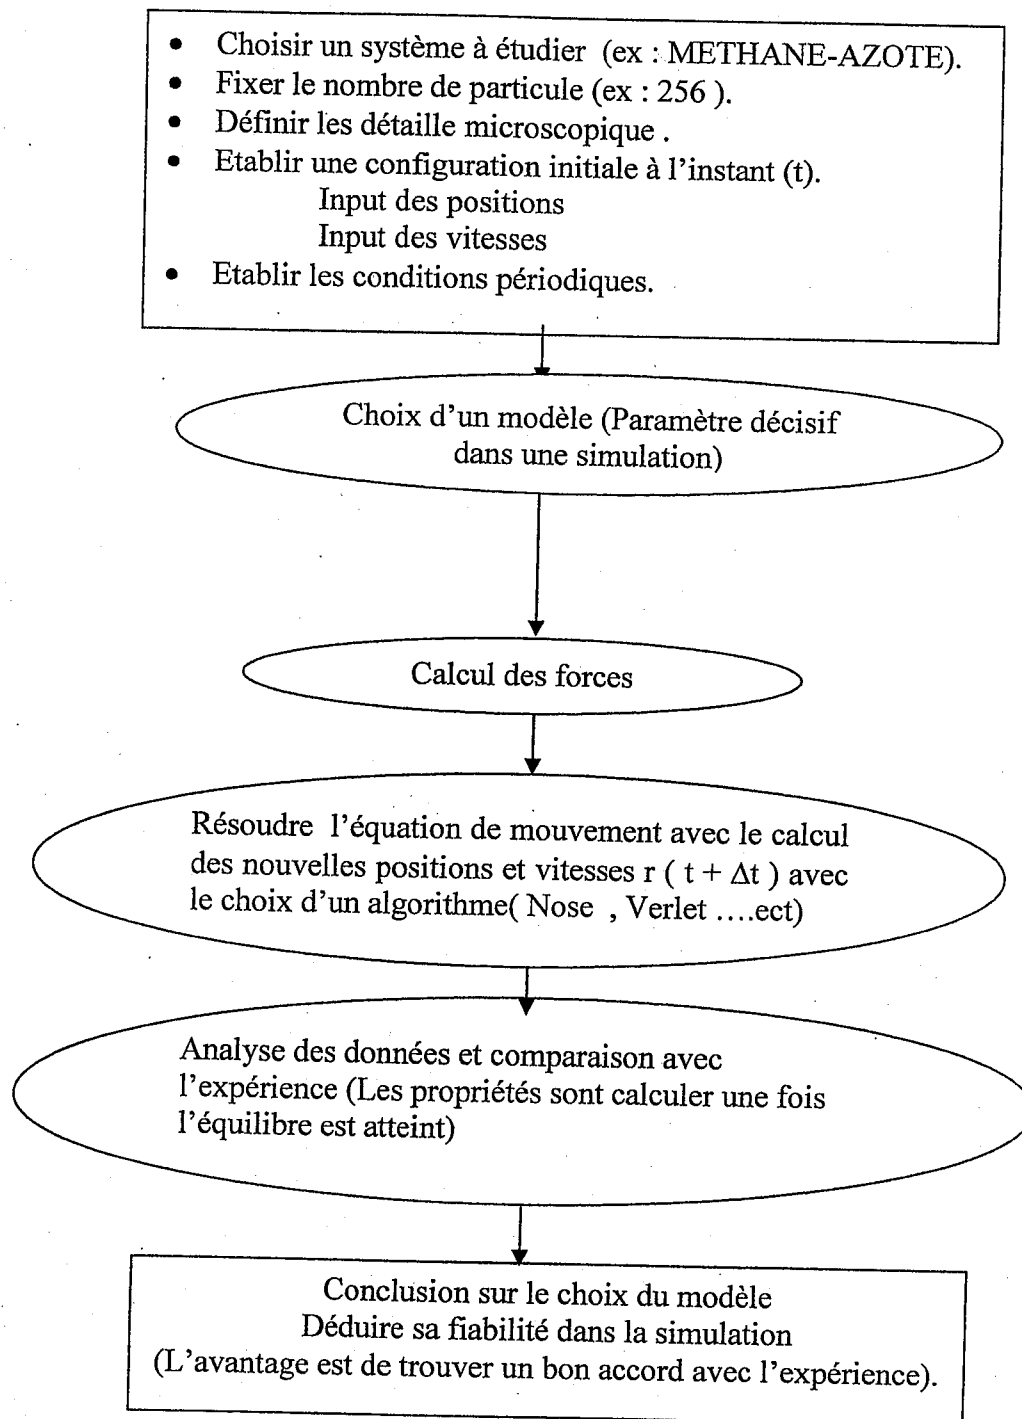 • Choisir un système à étudier (ex : METHANE-AZOTE).
• Fixer le nombre de particule (ex : 256 ).
• Définir les détaille microscopique .
• Etablir une configuration initiale à l'instant (t).
Input des positions
Input des vitesses
• Etablir les conditions périodiques.
Choix d'un modèle (Paramètre décisif
dans une simulation)
Calcul des forces
Résoudre l'équation de mouvement avec le calcul
des nouvelles positions et vitesses r ( t + Δt ) avec
le choix d'un algorithme( Nose , Verlet ....ect)
Analyse des données et comparaison avec
l'expérience (Les propriétés sont calculer une fois
l'équilibre est atteint)
Conclusion sur le choix du modèle
Déduire sa fiabilité dans la simulation
(L'avantage est de trouver un bon accord avec l'expérience).